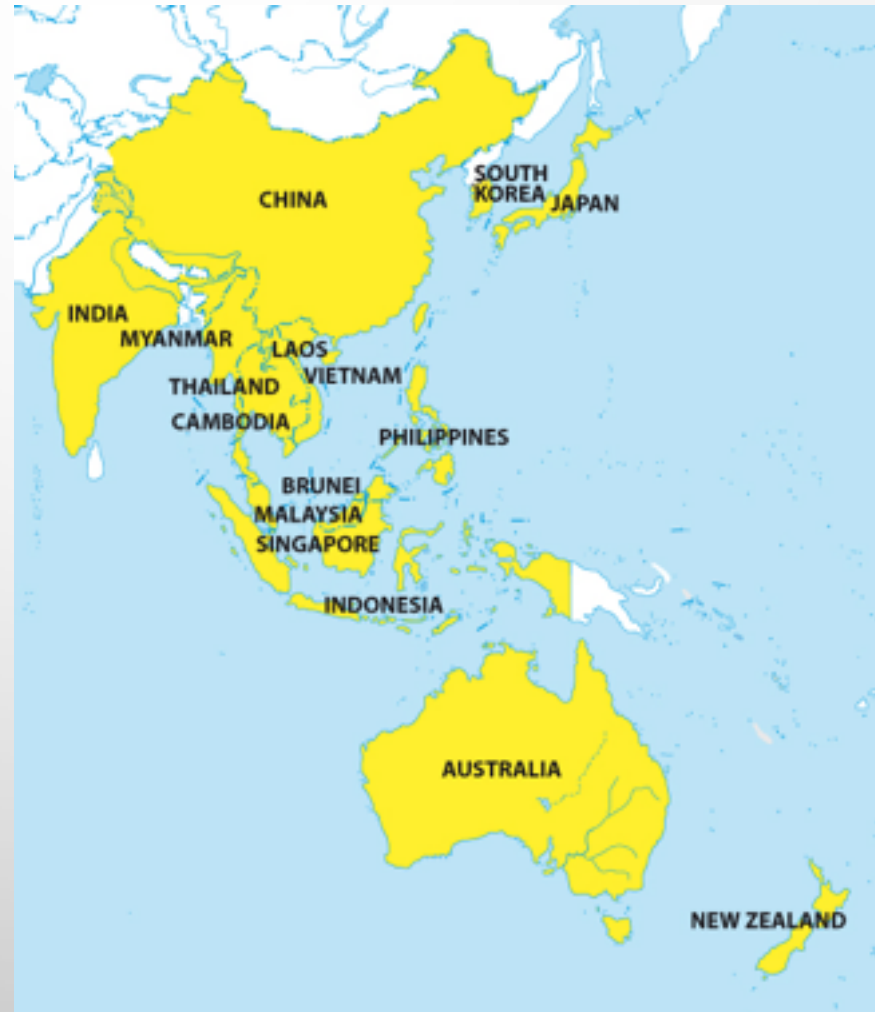 CHINA
SOUTH
KOREA
JAPAN
INDIA
MYANMAR
LAOS
VIETNAM
THAILAND
CAMBODIA
PHILIPPINES
BRUNEI
MALAYSIA
SINGAPORE
INDONESIA
AUSTRALIA
NEW ZEALAND